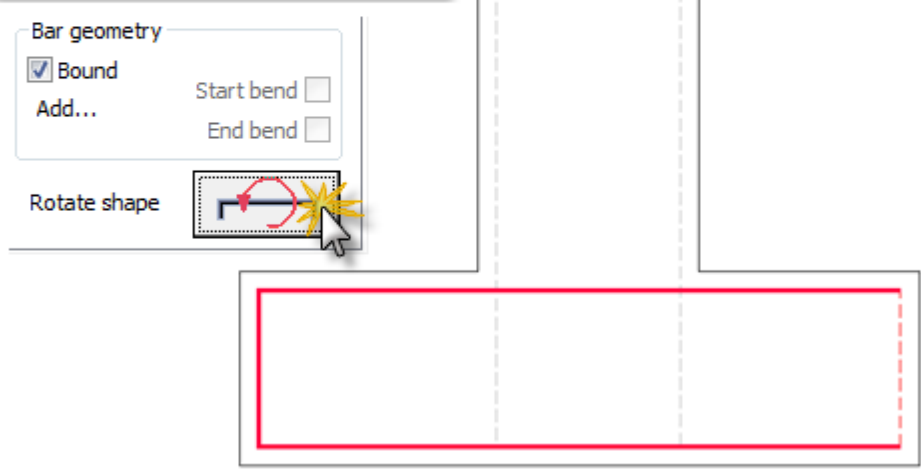 Bar geometry
Bound
Add...
Start bend
End bend
Rotate shape